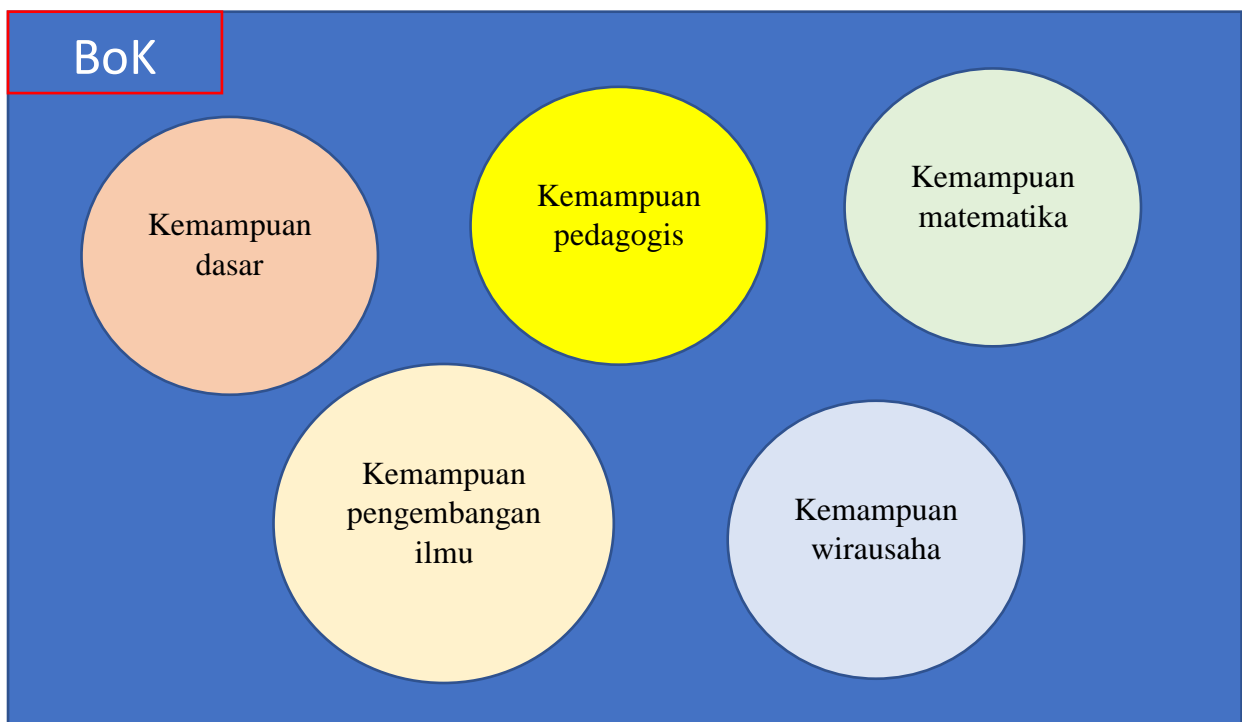 BoK
Kemampuan
dasar
Kemampuan
pedagogis
Kemampuan
matematika
Kemampuan
pengembangan
ilmu
Kemampuan
wirausaha